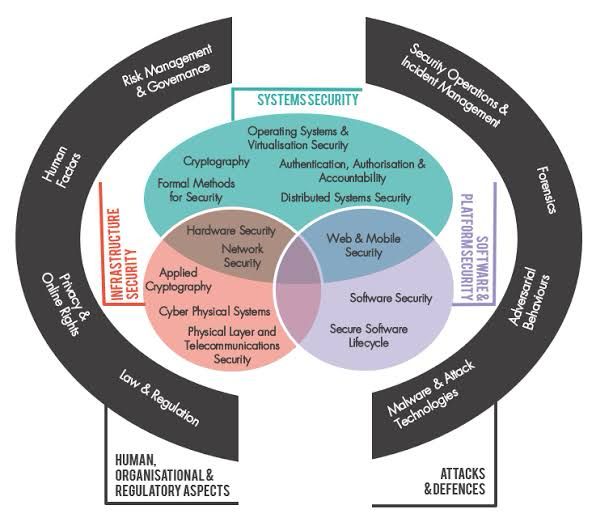 Risk Management
& Governance
Human
Factors
Privacy &
Online Rights
Law & Regulation
HUMAN,
ORGANISATIONAL &
REGULATORY ASPECTS
SYSTEMS SECURITY
Operating Systems &
Virtualisation Security
Cryptography
Authentication, Authorisation &
Accountability
Formal Methods
for Security
Distributed Systems Security
INFRASTRUCTURE
SECURITY
Hardware Security
Network
Security
Applied
Cryptography
Cyber Physical Systems
Physical Layer and
Telecommunications
Security
Web & Mobile
Security
SOFTWARE &
PLATFORM SECURITY
Software Security
Secure Software
Lifecycle
Security Operations &
Incident Management
Forensics
Adversarial
Behaviours
Malware & Attack
Technologies
ATTACKS
& DEFENCES